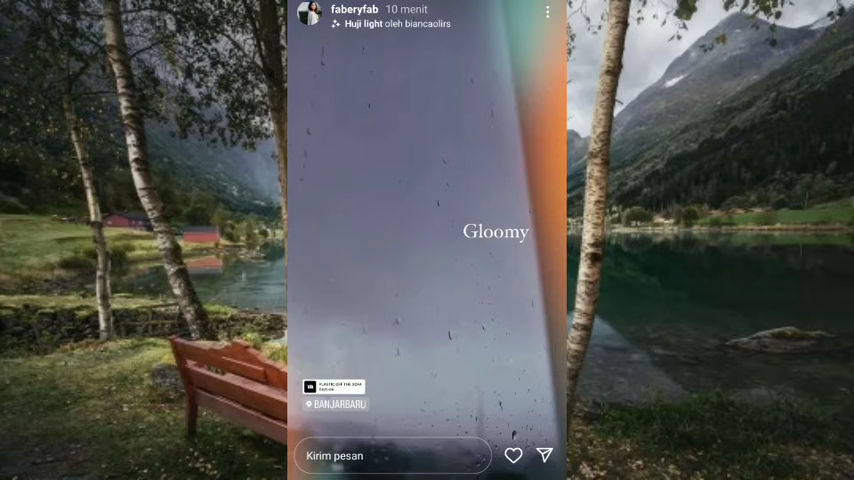 faberyfab 10 menit
Huji light oleh biancaolirs
Gloomy
PLASTIC OFF THE SOFA
BANJARBARU
Kirim pesan